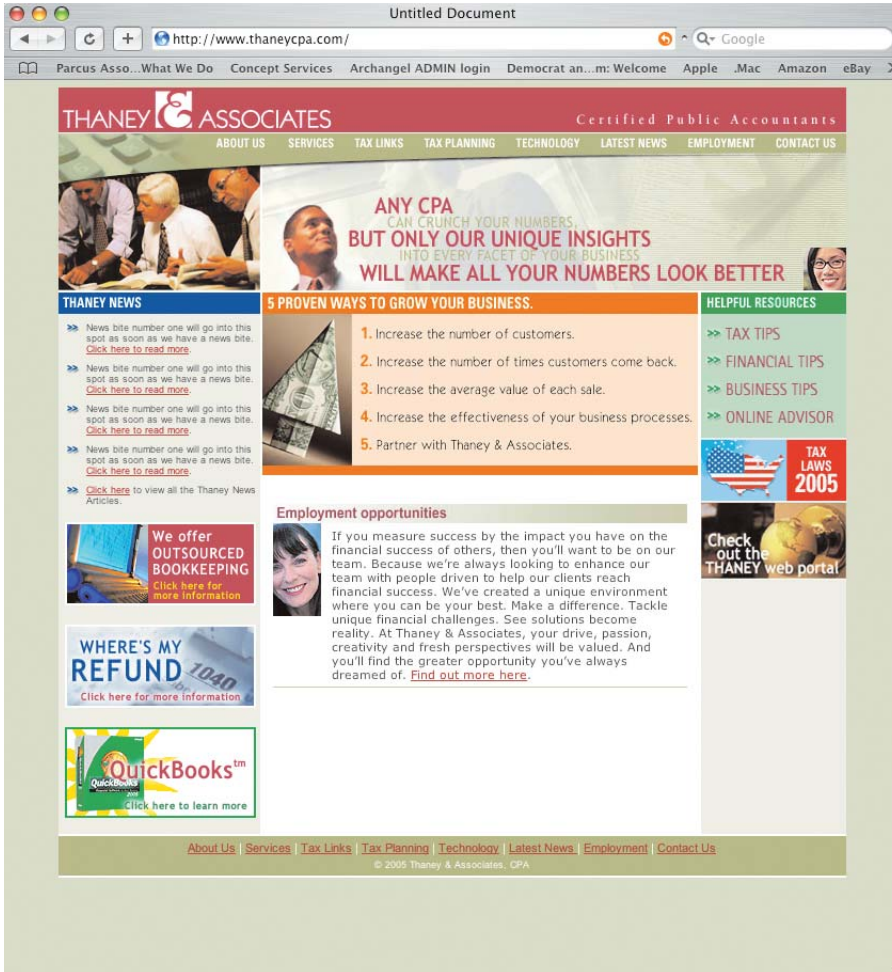 Untitled Document
http://www.thaneycpa.com/
Google
Parcus Asso...What We Do Concept Services Archangel ADMIN login Democrat an...m: Welcome Apple .Mac Amazon eBay
THANEY & ASSOCIATES
Certified Public Accountants
ABOUT US SERVICES TAX LINKS TAX PLANNING TECHNOLOGY LATEST NEWS EMPLOYMENT CONTACT US
ANY CPA
CAN CRUNCH YOUR NUMBERS,
BUT ONLY OUR UNIQUE INSIGHTS
INTO EVERY FACET OF YOUR BUSINESS
WILL MAKE ALL YOUR NUMBERS LOOK BETTER
THANEY NEWS
News bite number one will go into this
spot as soon as we have a news bite.
Click here to read more.
News bite number one will go into this
spot as soon as we have a news bite.
Click here to read more.
News bite number one will go into this
spot as soon as we have a news bite.
Click here to read more.
News bite number one will go into this
spot as soon as we have a news bite.
Click here to read more.
Click here to view all the Thaney News
Articles.
We offer
OUTSOURCED
BOOKKEEPING
Click here for
more information
WHERE'S MY
REFUND
1040
Click here for more information
QuickBooks™
QuickBooks
Click here to learn more
5 PROVEN WAYS TO GROW YOUR BUSINESS.
1. Increase the number of customers.
2. Increase the number of times customers come back.
3. Increase the average value of each sale.
4. Increase the effectiveness of your business processes.
5. Partner with Thaney & Associates.
Employment opportunities
If you measure success by the impact you have on the
financial success of others, then you'll want to be on our
team. Because we're always looking to enhance our
team with people driven to help our clients reach
financial success. We've created a unique environment
where you can be your best. Make a difference. Tackle
unique financial challenges. See solutions become
reality. At Thaney & Associates, your drive, passion,
creativity and fresh perspectives will be valued. And
you'll find the greater opportunity you've always
dreamed of. Find out more here.
HELPFUL RESOURCES
TAX TIPS
FINANCIAL TIPS
BUSINESS TIPS
ONLINE ADVISOR
TAX
LAWS
2005
Check
out the
THANEY web portal
About Us | Services | Tax Links | Tax Planning | Technology | Latest News | Employment | Contact Us
© 2005 Thaney & Associates, CPA